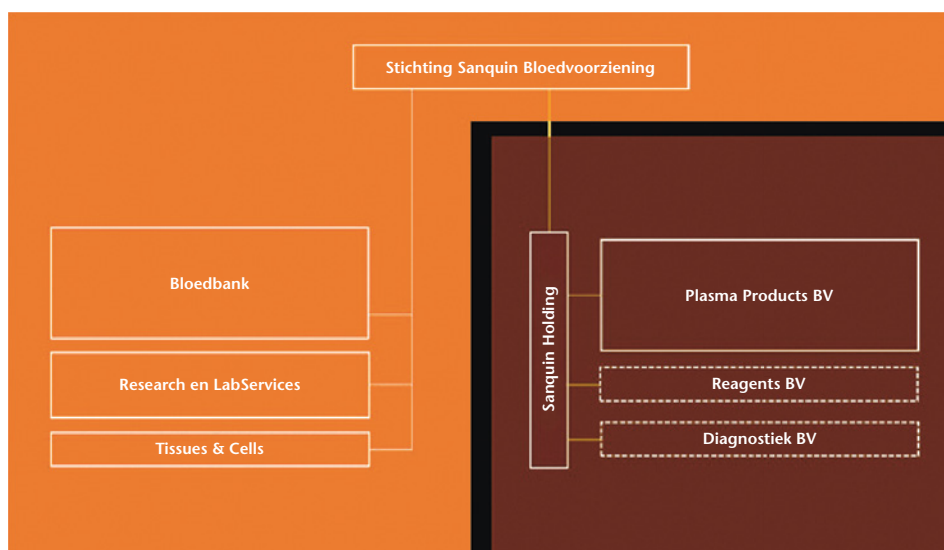 Stichting Sanquin Bloedvoorziening
Bloedbank
Research en LabServices
Tissues & Cells
Sanquin Holding
Plasma Products BV
Reagents BV
Diagnostiek BV